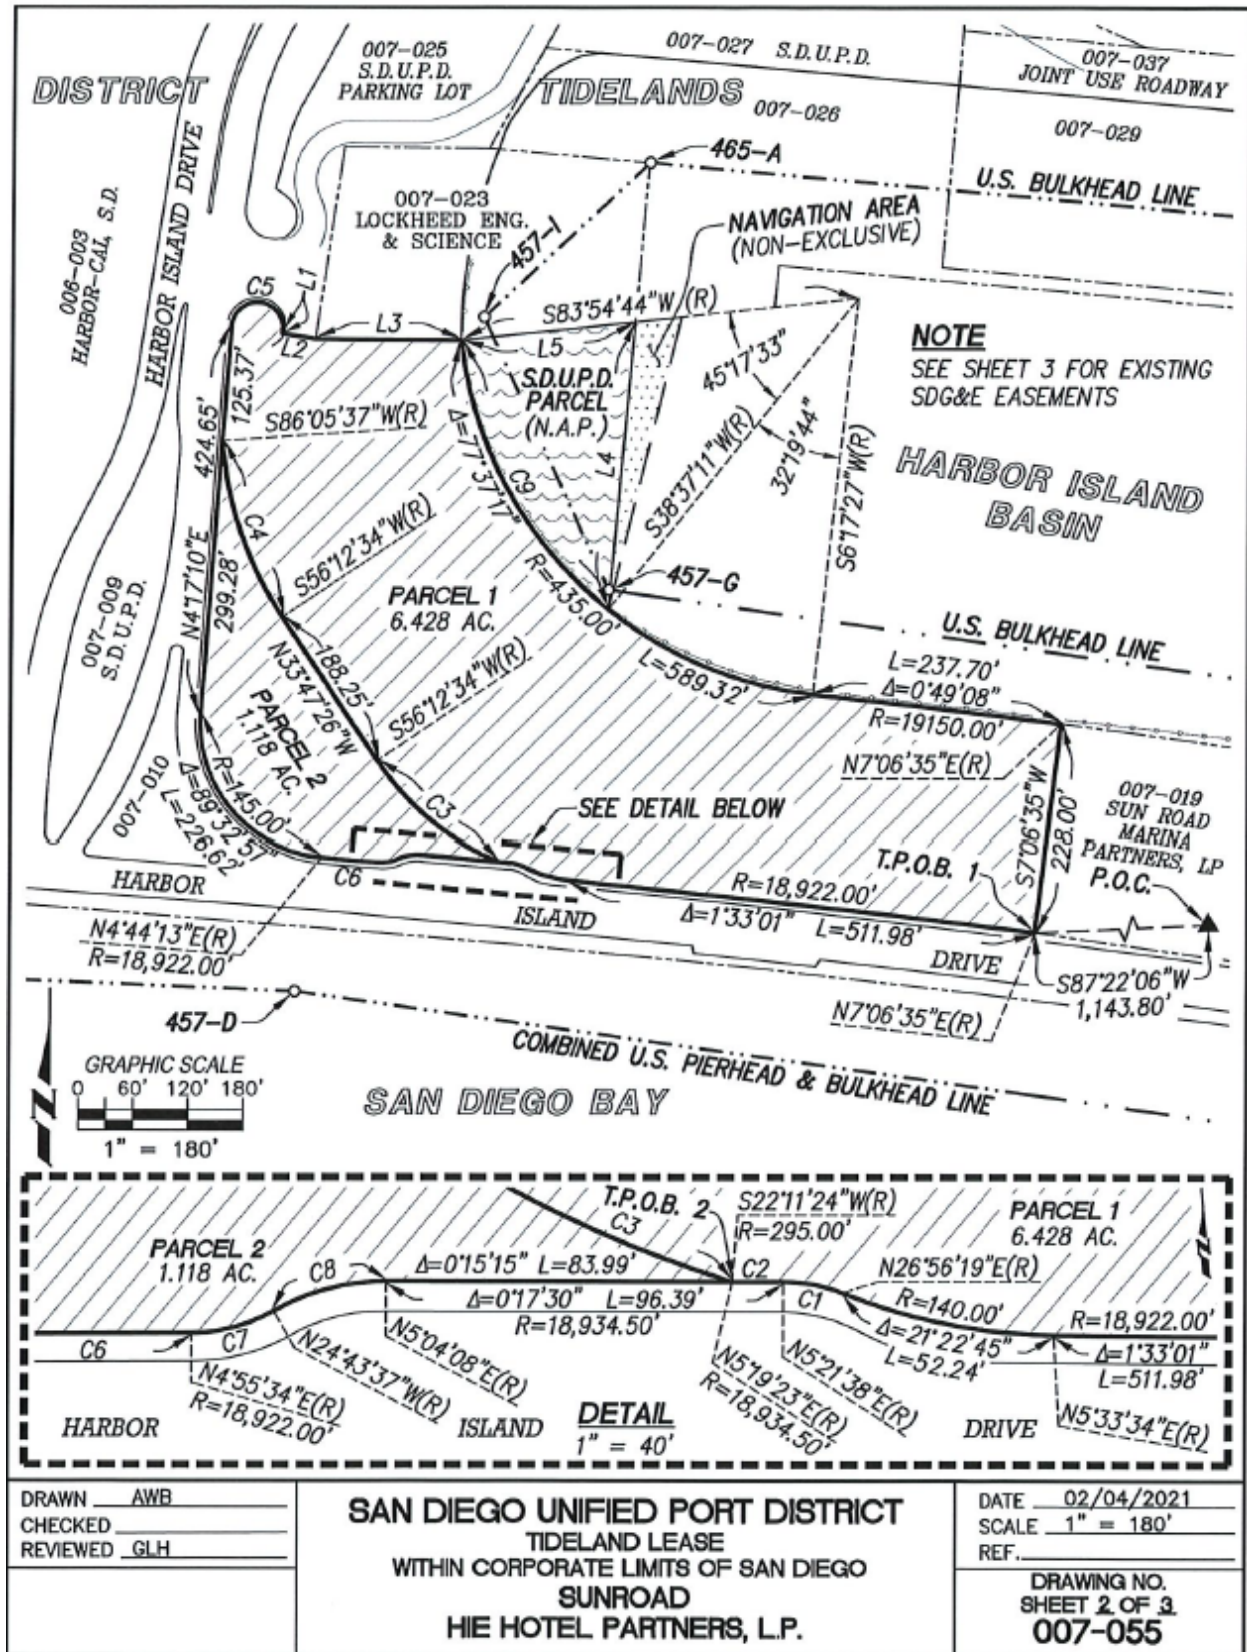 DISTRICT
TIDELANDS
007-025
S.D.U.P.D.
PARKING LOT
007-027 S.D.U.P.D.
007-026
007-037
JOINT USE ROADWAY
007-029
465-A
U.S. BULKHEAD LINE
006-003
HARBOR-CAL, S.D.
HARBOR ISLAND DRIVE
007-023
LOCKHEED ENG.
& SCIENCE
457-I
NAVIGATION AREA
(NON-EXCLUSIVE)
C5
L1
L2
L3
S83°54'44"W (R)
L5
45°17'33"
NOTE
SEE SHEET 3 FOR EXISTING
SDG&E EASEMENTS
S.D.U.P.D.
PARCEL
(N.A.P.)
424.65'
125.37'
S86°05'37"W(R)
Δ=77°37'17"
C9
L4
S38°37'11"W(R)
32°19'44"
S6°17'27"W(R)
HARBOR ISLAND
BASIN
C4
S56°12'34"W(R)
R=435.00'
457-G
N4°17'10"E
299.28'
PARCEL 1
6.428 AC.
007-009
S.D.U.P.D.
U.S. BULKHEAD LINE
L=237.70'
Δ=0°49'08"
R=19150.00'
L=589.32'
188.25'
N33°47'26"W
S56°12'34"W(R)
PARCEL 2
1.118 AC.
N7°06'35"E(R)
007-010
R=145.00'
Δ=89°32'57"
L=226.62'
C3
SEE DETAIL BELOW
S7°06'35"W
228.00'
007-019
SUN ROAD
MARINA
PARTNERS, LP
T.P.O.B. 1
P.O.C.
HARBOR
C6
ISLAND
R=18,922.00'
Δ=1°33'01" L=511.98'
DRIVE
N4°44'13"E(R)
R=18,922.00'
S87°22'06"W
1,143.80'
N7°06'35"E(R)
457-D
COMBINED U.S. PIERHEAD & BULKHEAD LINE
SAN DIEGO BAY
GRAPHIC SCALE
0 60' 120' 180'
1" = 180'
N
PARCEL 2
1.118 AC.
C8
Δ=0°15'15" L=83.99'
C3
T.P.O.B. 2
S22°11'24"W(R)
R=295.00'
C2
PARCEL 1
6.428 AC.
N26°56'19"E(R)
R=140.00'
C1
Δ=0°17'30" L=96.39'
R=18,934.50'
Δ=21°22'45"
L=52.24'
R=18,922.00'
Δ=1°33'01"
L=511.98'
C6
C7
N4°55'34"E(R)
R=18,922.00'
N24°43'37"W(R)
N5°04'08"E(R)
N5°19'23"E(R)
R=18,934.50'
N5°21'38"E(R)
N5°33'34"E(R)
HARBOR
ISLAND
DRIVE
DETAIL
1" = 40'
DRAWN AWB
CHECKED
REVIEWED GLH
SAN DIEGO UNIFIED PORT DISTRICT
TIDELAND LEASE
WITHIN CORPORATE LIMITS OF SAN DIEGO
SUNROAD
HIE HOTEL PARTNERS, L.P.
DATE 02/04/2021
SCALE 1" = 180'
REF.
DRAWING NO.
SHEET 2 OF 3
007-055